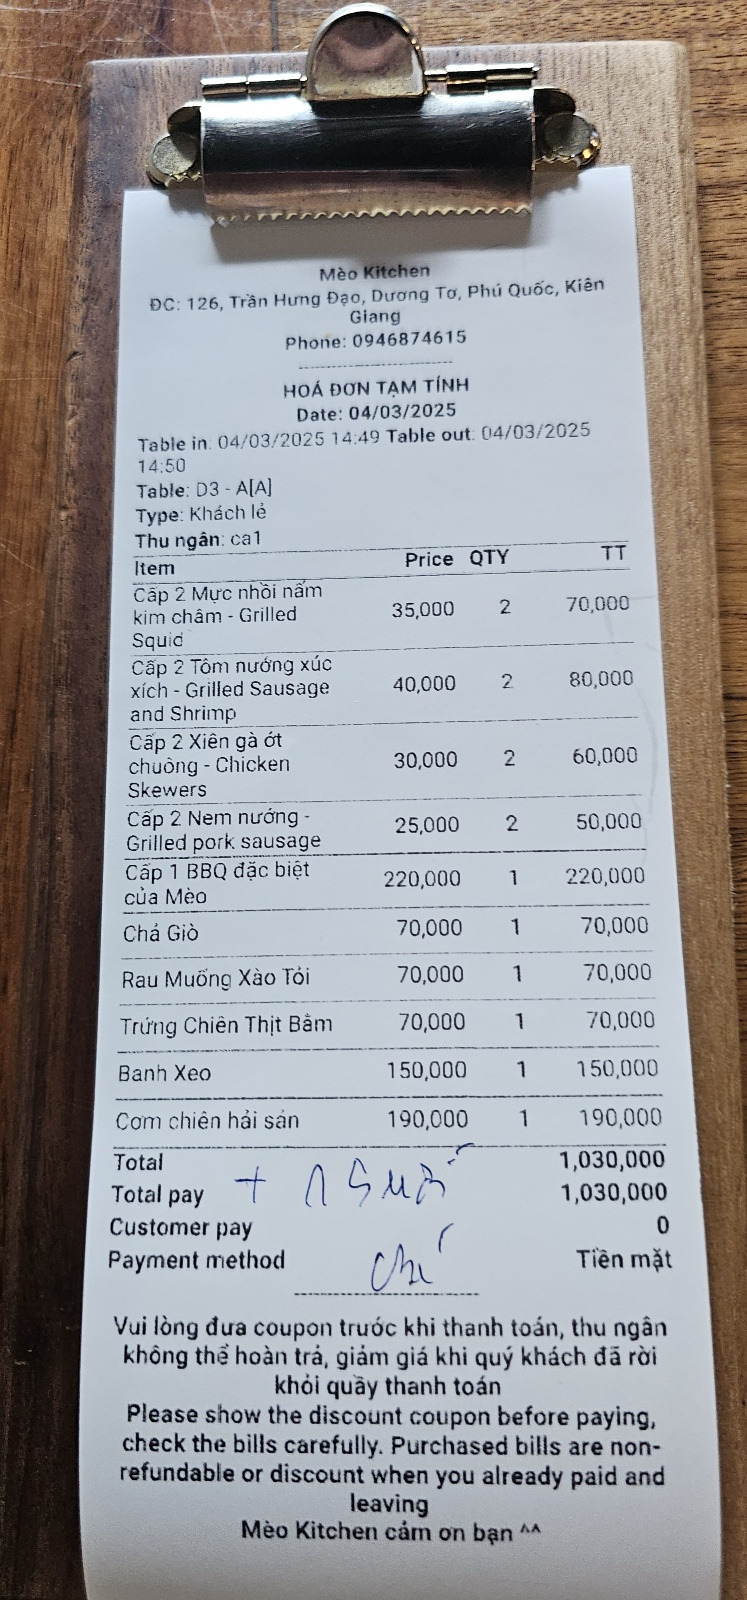 Mèo Kitchen
ĐC: 126, Trần Hưng Đạo, Dương Tơ, Phú Quốc, Kiên
Giang
Phone: 0946874615
HOÁ ĐƠN TẠM TÍNH
Date: 04/03/2025
Table in: 04/03/2025 14:49 Table out: 04/03/2025
14:50
Table: D3 - A[A]
Type: Khách lẻ
Thu ngân: ca1
Item Price QTY TT
Cấp 2 Mực nhồi nấm
kim châm - Grilled 35,000 2 70,000
Squid
Cấp 2 Tôm nướng xúc
xích - Grilled Sausage 40,000 2 80,000
and Shrimp
Cấp 2 Xiên gà ớt
chuông - Chicken 30,000 2 60,000
Skewers
Cấp 2 Nem nướng -
Grilled pork sausage 25,000 2 50,000
Cấp 1 BBQ đặc biệt
của Mèo 220,000 1 220,000
Chả Giò 70,000 1 70,000
Rau Muống Xào Tỏi 70,000 1 70,000
Trứng Chiên Thịt Bằm 70,000 1 70,000
Banh Xeo 150,000 1 150,000
Cơm chiên hải sản 190,000 1 190,000
Total 1,030,000
Total pay 1,030,000
Customer pay 0
Payment method Tiền mặt
Vui lòng đưa coupon trước khi thanh toán, thu ngân
không thể hoàn trả, giảm giá khi quý khách đã rời
khỏi quầy thanh toán
Please show the discount coupon before paying,
check the bills carefully. Purchased bills are non-
refundable or discount when you already paid and
leaving
Mèo Kitchen cảm ơn bạn ^^